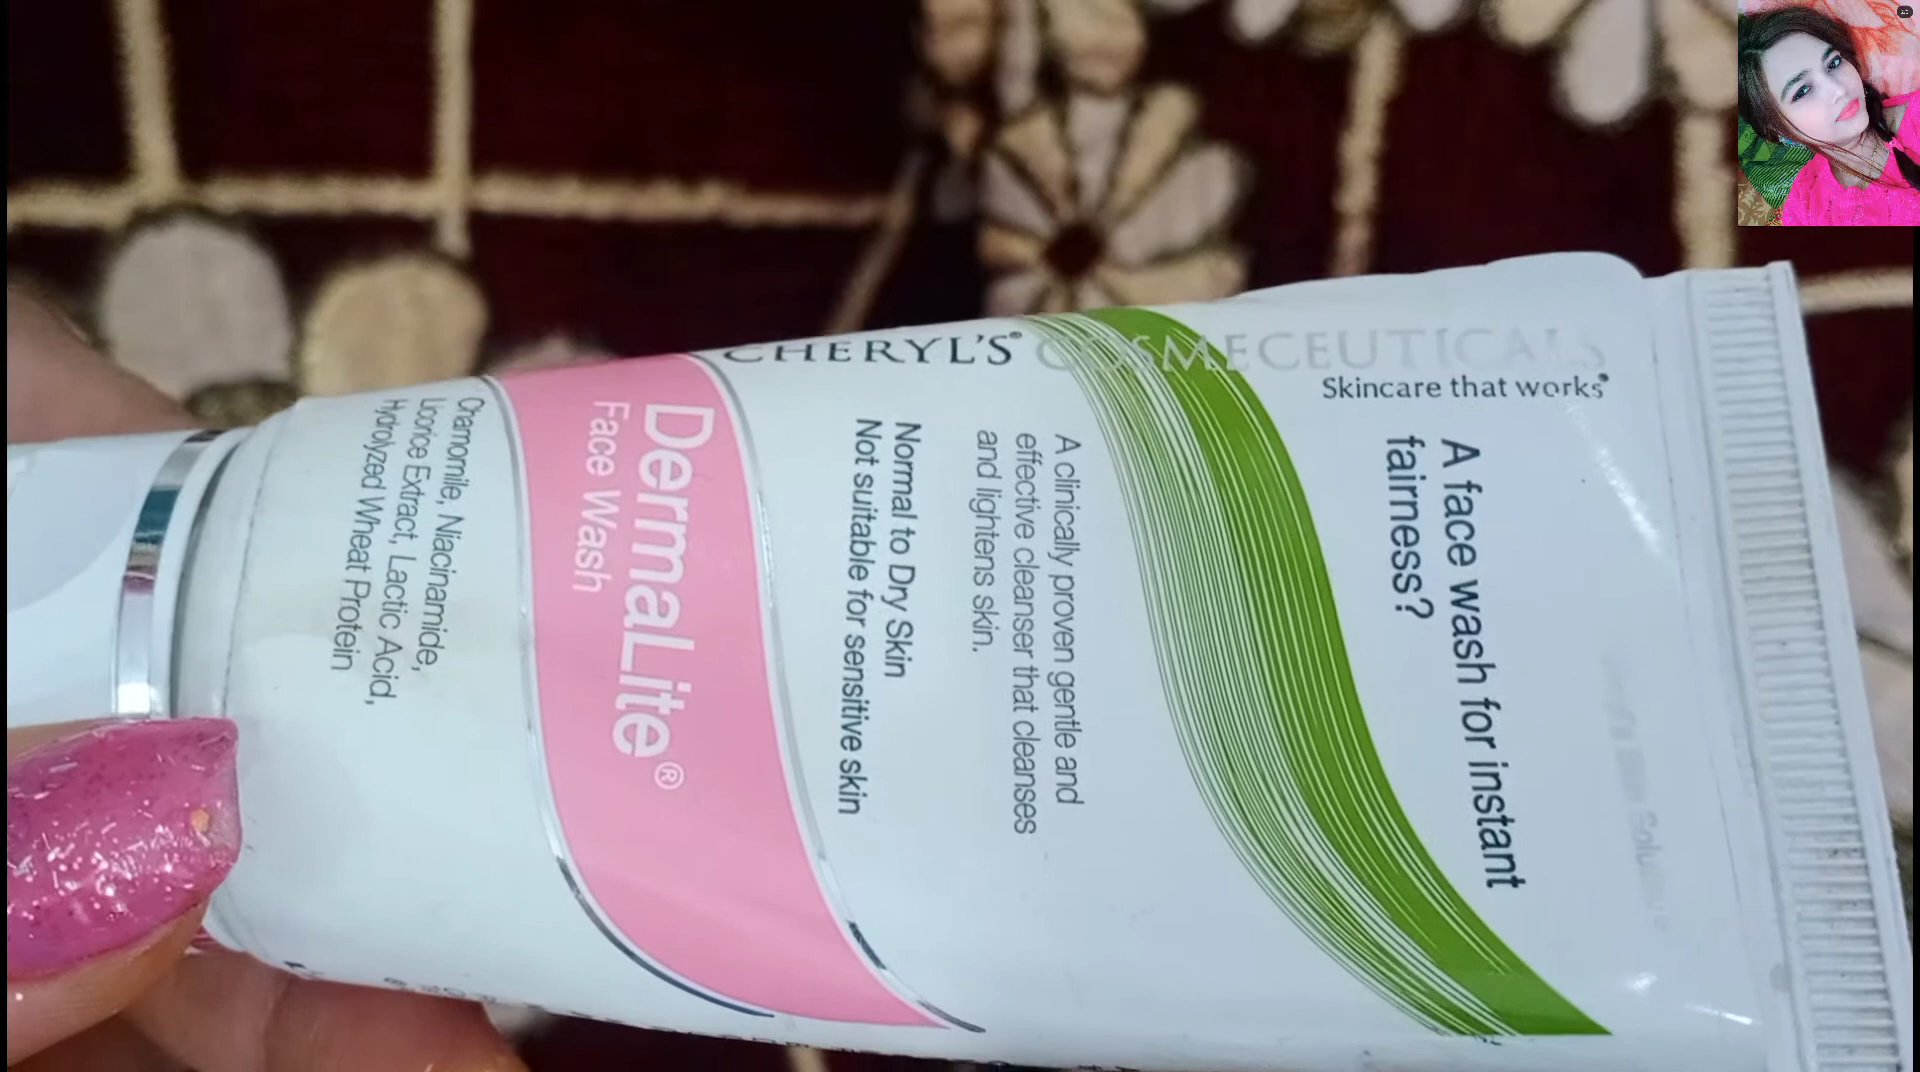 CHERYL'S® COSMECEUTICALS
Skincare that works®
A face wash for instant
fairness?
A clinically proven gentle and
effective cleanser that cleanses
and lightens skin.
Normal to Dry Skin
Not suitable for sensitive skin
DermaLite®
Face Wash
Chamomile, Niacinamide,
Licorice Extract, Lactic Acid,
Hydrolyzed Wheat Protein